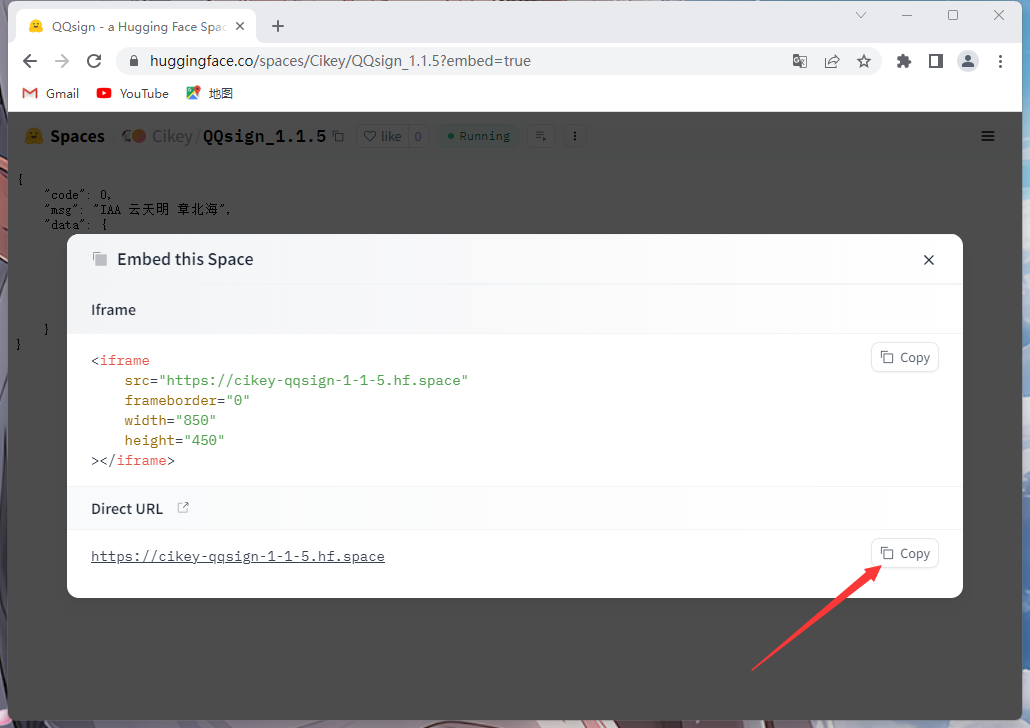 QQsign - a Hugging Face Spac
huggingface.co/spaces/Cikey/QQsign_1.1.5?embed=true
Gmail YouTube 地图
Spaces Cikey/QQsign_1.1.5 like 0 Running
{
"code": 0,
"msg": "IAA 云天明 章北海",
"data": {
}
}
Embed this Space
Iframe
<iframe
src="https://cikey-qqsign-1-1-5.hf.space"
frameborder="0"
width="850"
height="450"
></iframe>
Copy
Direct URL
https://cikey-qqsign-1-1-5.hf.space
Copy